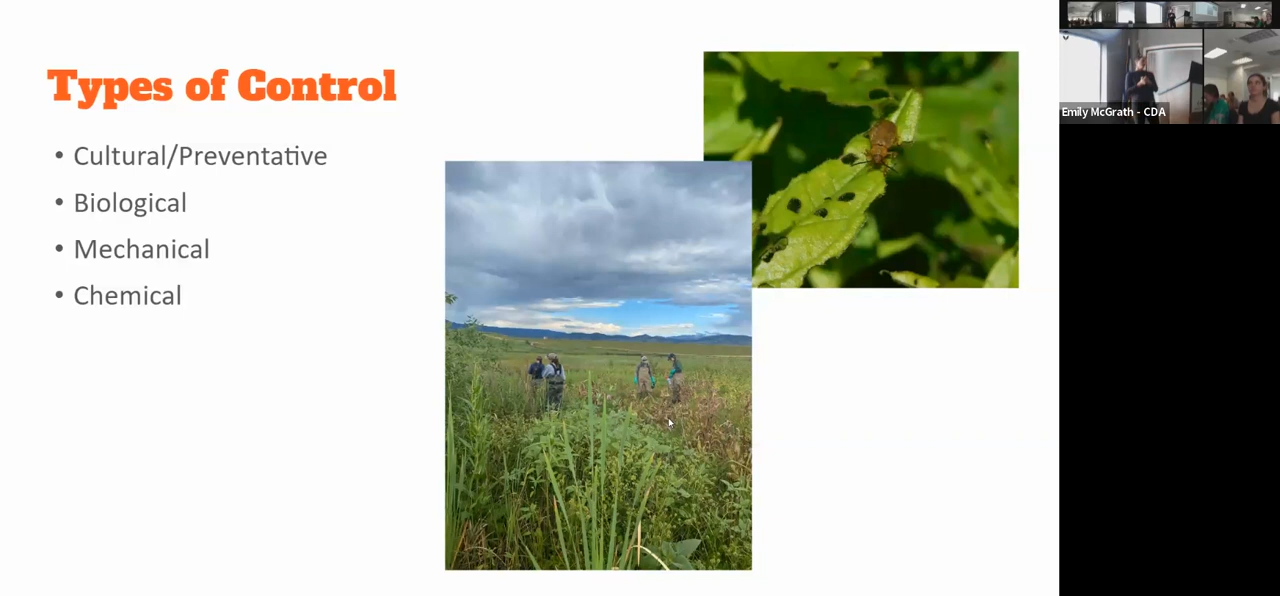 Types of Control
• Cultural/Preventative
• Biological
• Mechanical
• Chemical
Emily McGrath - CDA